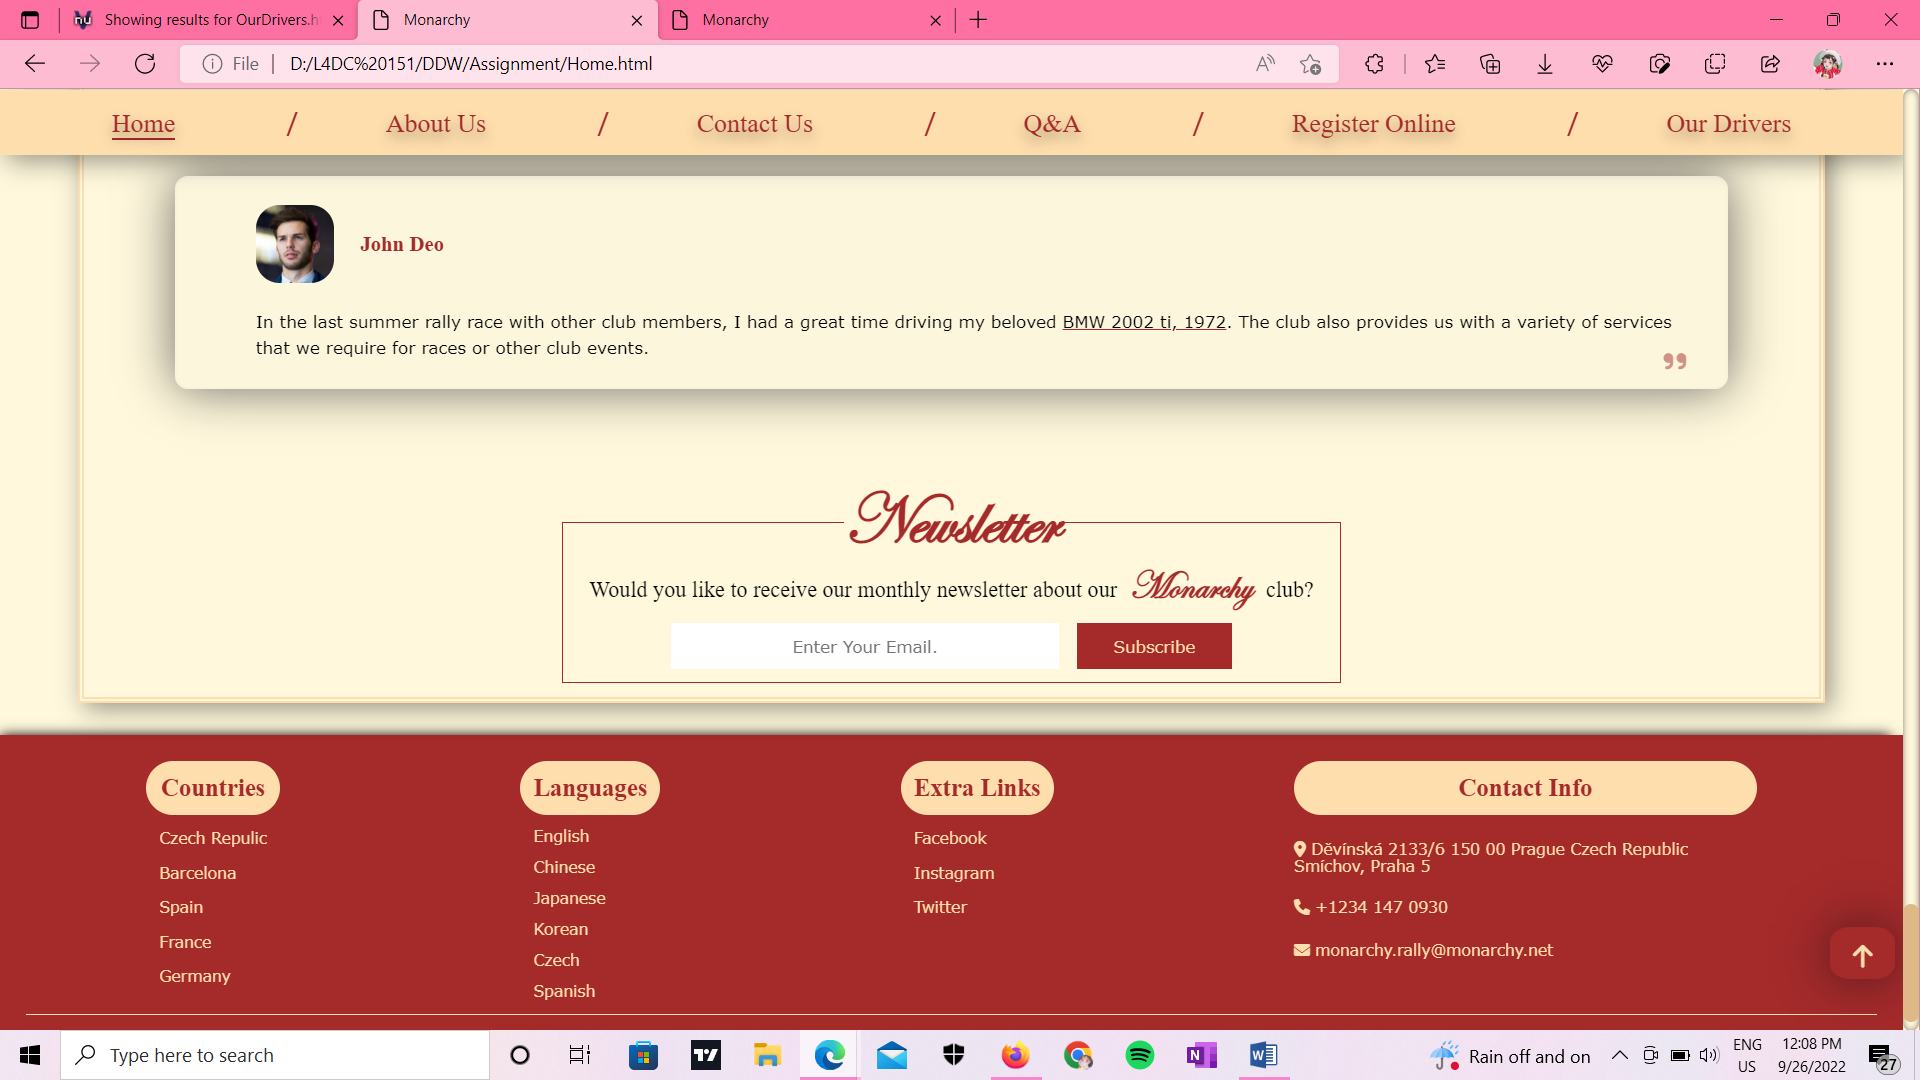 Showing results for OurDrivers.h
Monarchy
Monarchy
File
D:/L4DC%20151/DDW/Assignment/Home.html
Home / About Us / Contact Us / Q&A / Register Online / Our Drivers
John Deo
In the last summer rally race with other club members, I had a great time driving my beloved BMW 2002 ti, 1972. The club also provides us with a variety of services
that we require for races or other club events.
”
Newsletter
Would you like to receive our monthly newsletter about our Monarchy club?
Enter Your Email.
Subscribe
Countries
Czech Repulic
Barcelona
Spain
France
Germany
Languages
English
Chinese
Japanese
Korean
Czech
Spanish
Extra Links
Facebook
Instagram
Twitter
Contact Info
Děvínská 2133/6 150 00 Prague Czech Republic
Smíchov, Praha 5
+1234 147 0930
monarchy.rally@monarchy.net
Type here to search
Rain off and on
ENG
US
12:08 PM
9/26/2022
27